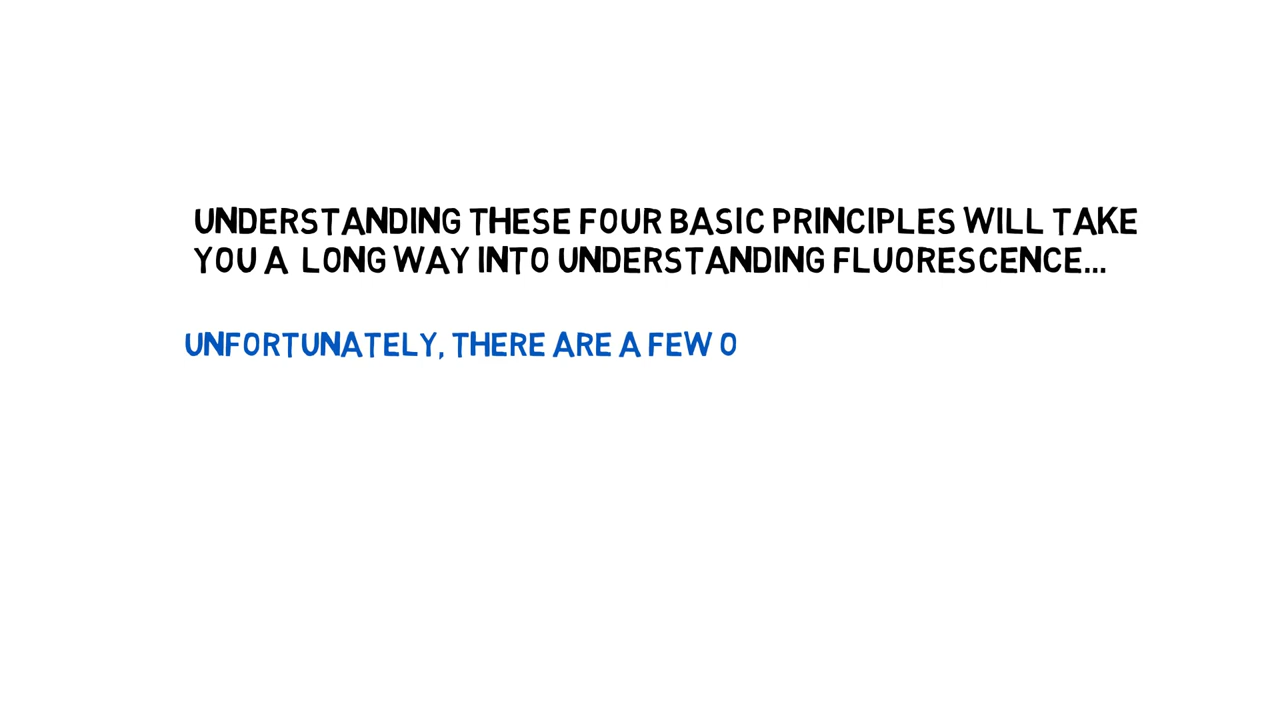 UNDERSTANDING THESE FOUR BASIC PRINCIPLES WILL TAKE
YOU A LONG WAY INTO UNDERSTANDING FLUORESCENCE...
UNFORTUNATELY, THERE ARE A FEW O